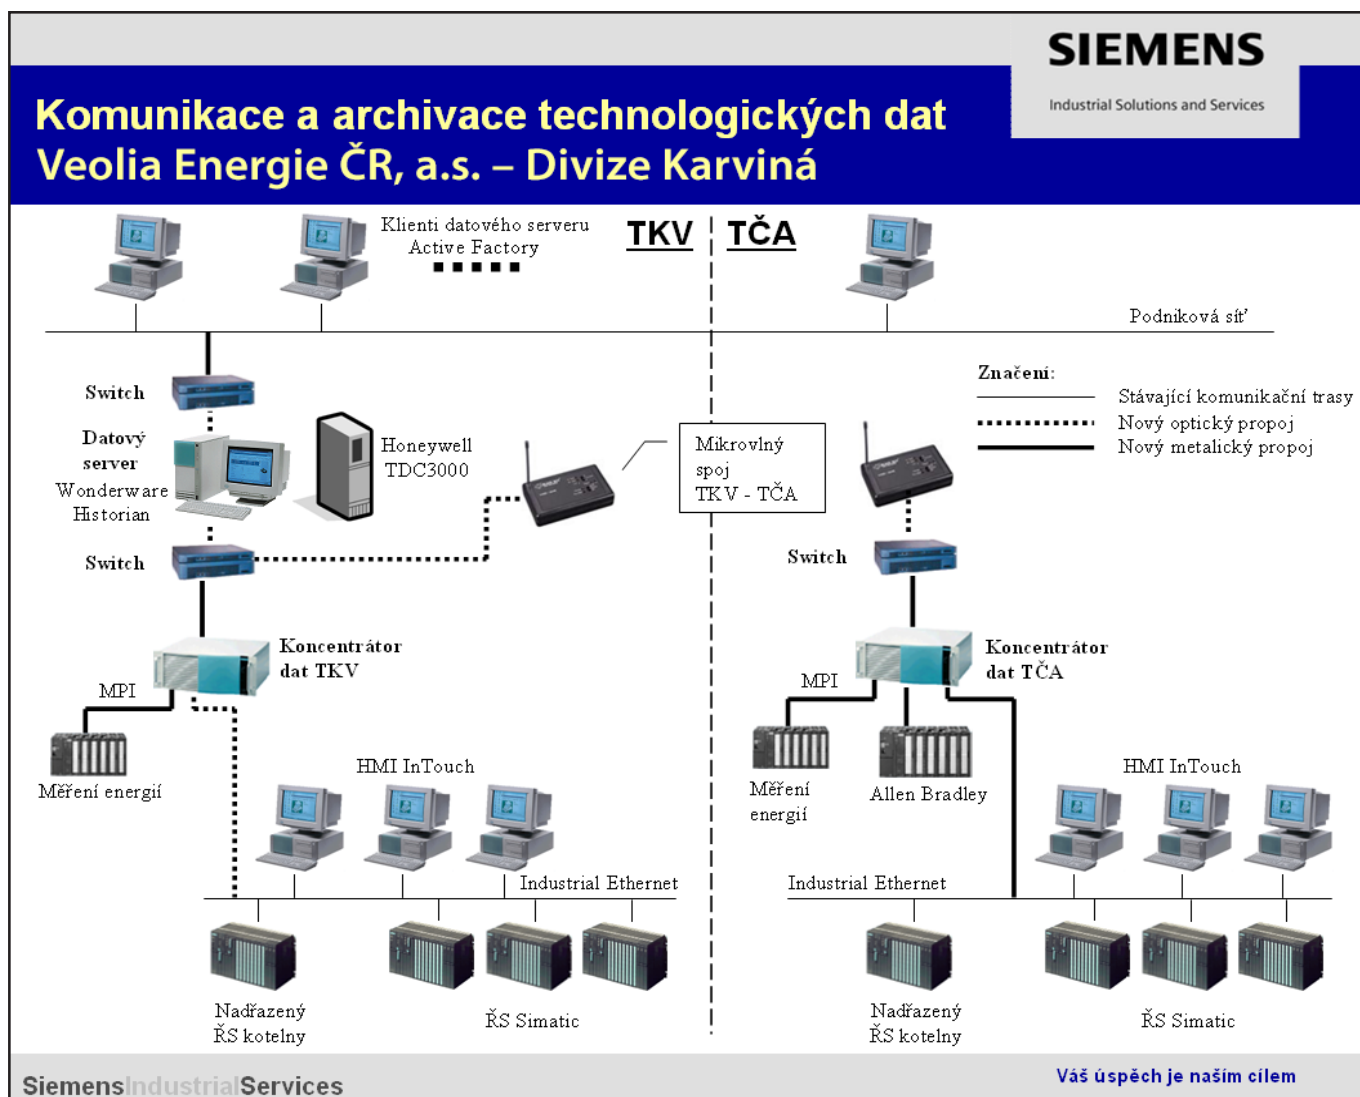 SIEMENS
Industrial Solutions and Services
Komunikace a archivace technologických dat
Veolia Energie ČR, a.s. – Divize Karviná
Klienti datového serveru
Active Factory
TKV
TČA
Podniková síť
Switch
Značení:
Stávající komunikační trasy
Nový optický propoj
Nový metalický propoj
Datový
server
Wonderware
Historian
Honeywell
TDC3000
Mikrovlný
spoj
TKV - TČA
Switch
Switch
Koncentrátor
dat TKV
Koncentrátor
dat TČA
MPI
MPI
Měření energií
HMI InTouch
Měření
energií
Allen Bradley
HMI InTouch
Industrial Ethernet
Industrial Ethernet
Nadřazený
ŘS kotelny
ŘS Simatic
Nadřazený
ŘS kotelny
ŘS Simatic
SiemensIndustrialServices
Váš úspěch je naším cílem